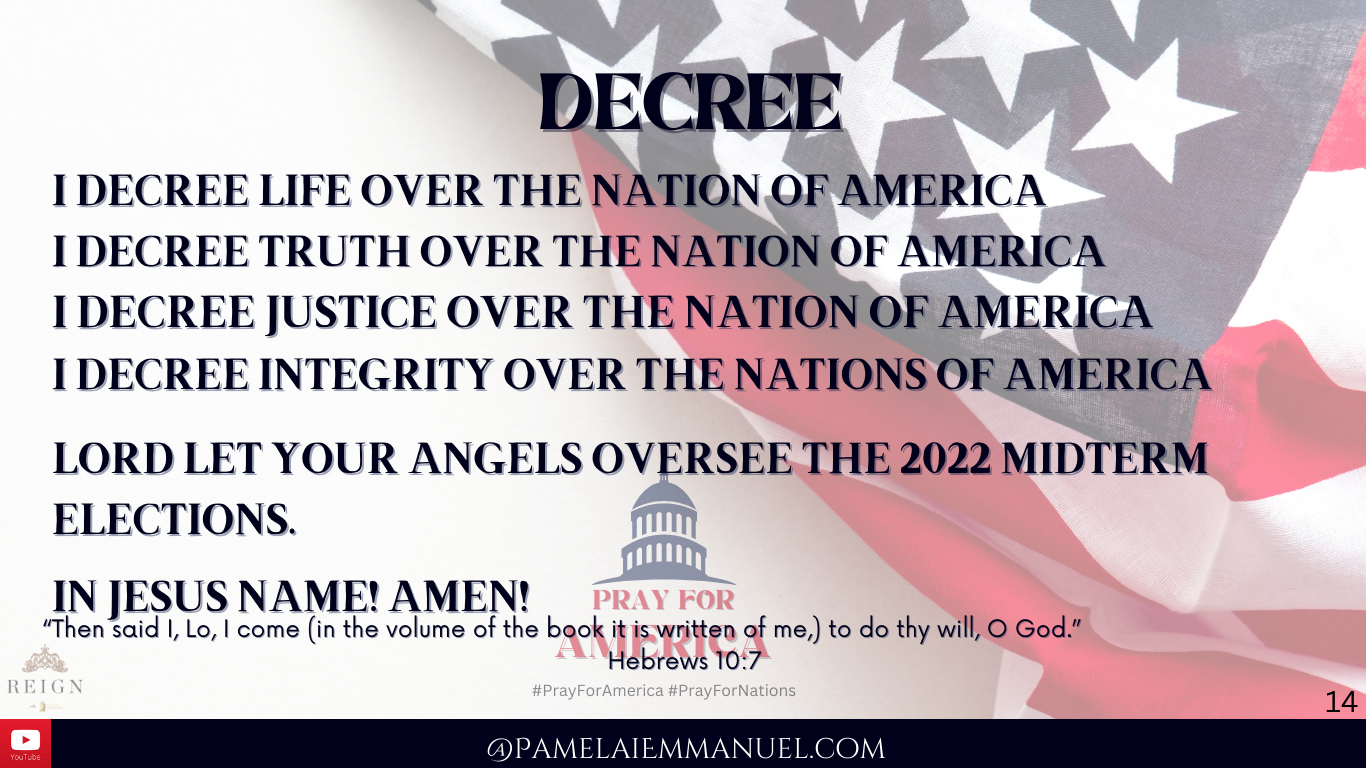 DECREE
I DECREE LIFE OVER THE NATION OF AMERICA
I DECREE TRUTH OVER THE NATION OF AMERICA
I DECREE JUSTICE OVER THE NATION OF AMERICA
I DECREE INTEGRITY OVER THE NATIONS OF AMERICA
LORD LET YOUR ANGELS OVERSEE THE 2022 MIDTERM
ELECTIONS.
IN JESUS NAME! AMEN!
PRAY FOR
AMERICA
“Then said I, Lo, I come (in the volume of the book it is written of me,) to do thy will, O God.”
Hebrews 10:7
REIGN
#PrayForAmerica #PrayForNations
14
YouTube
@PAMELAIEMMANUEL.COM